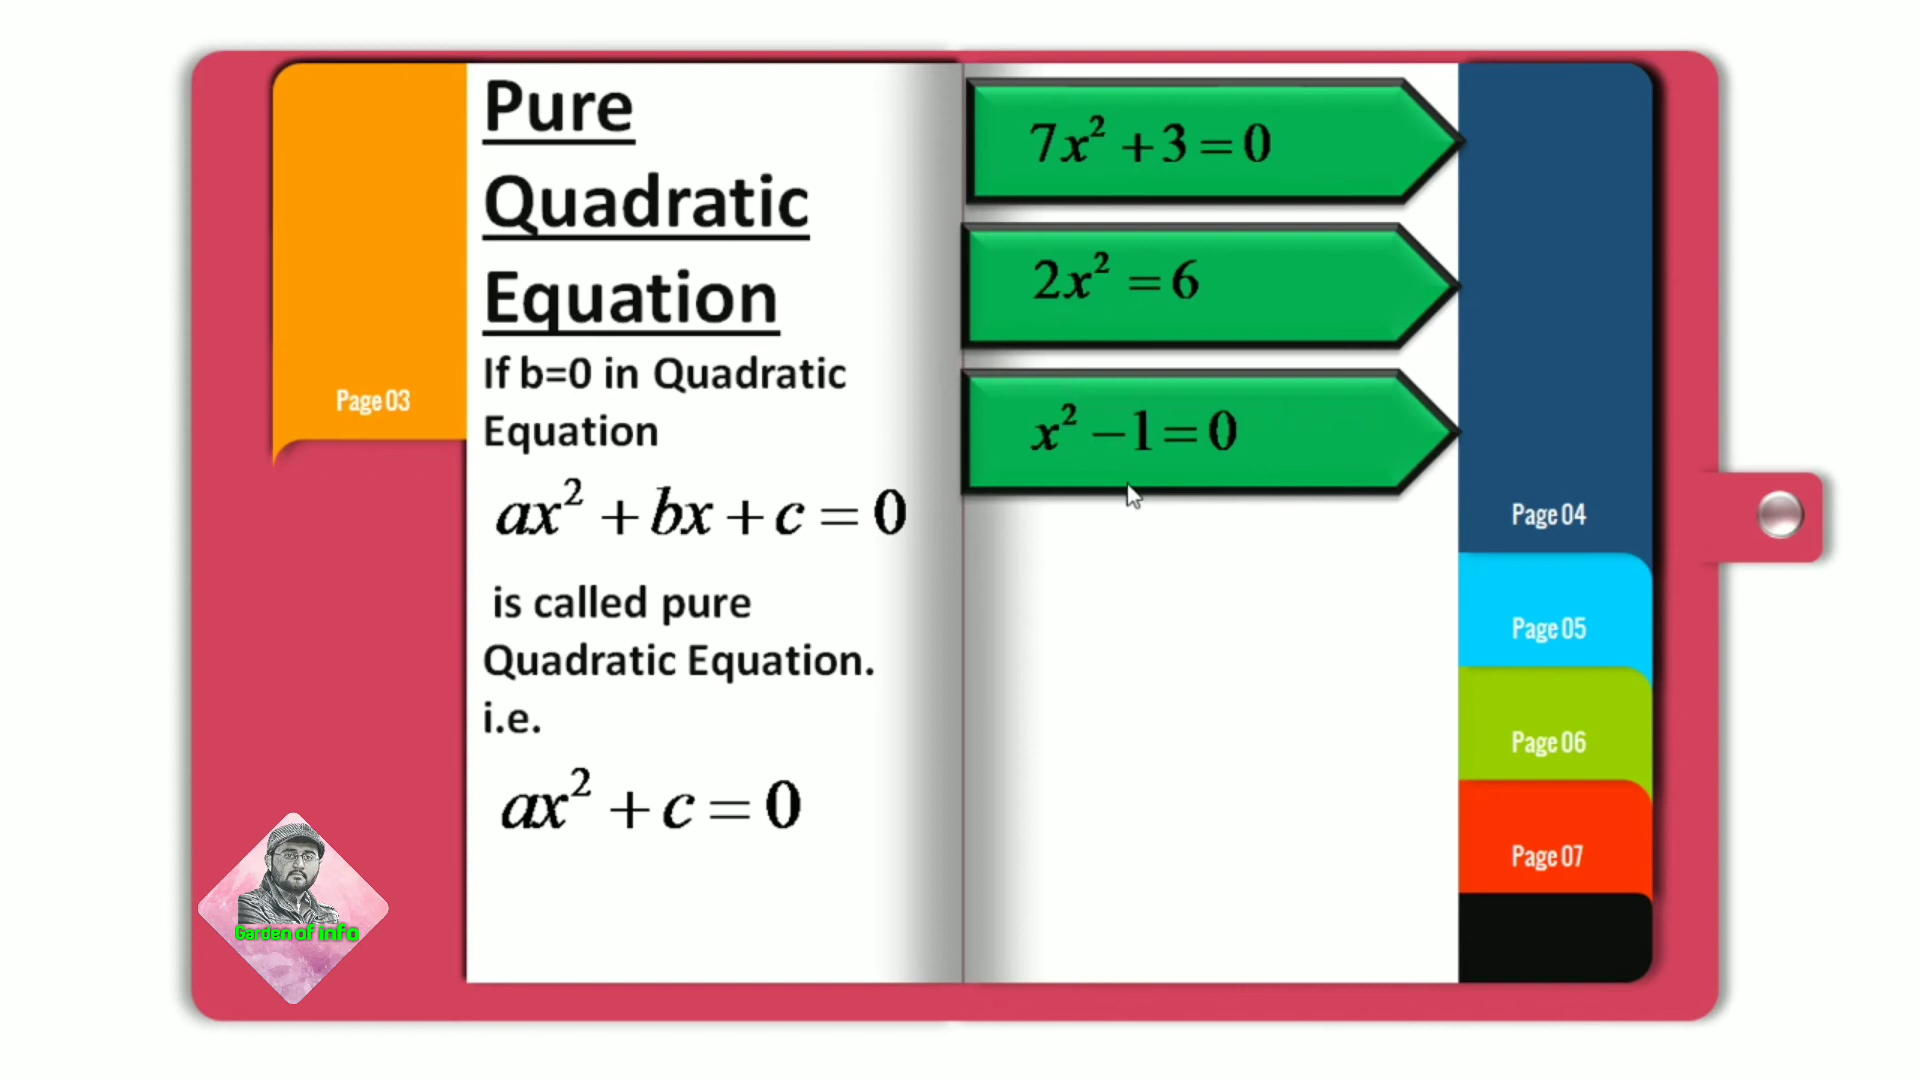 Pure
Quadratic
Equation
If b=0 in Quadratic
Equation
ax² + bx + c = 0
is called pure
Quadratic Equation.
i.e.
ax² + c = 0
7x² + 3 = 0
2x² = 6
x² − 1 = 0
Page 03
Page 04
Page 05
Page 06
Page 07
Garden of info